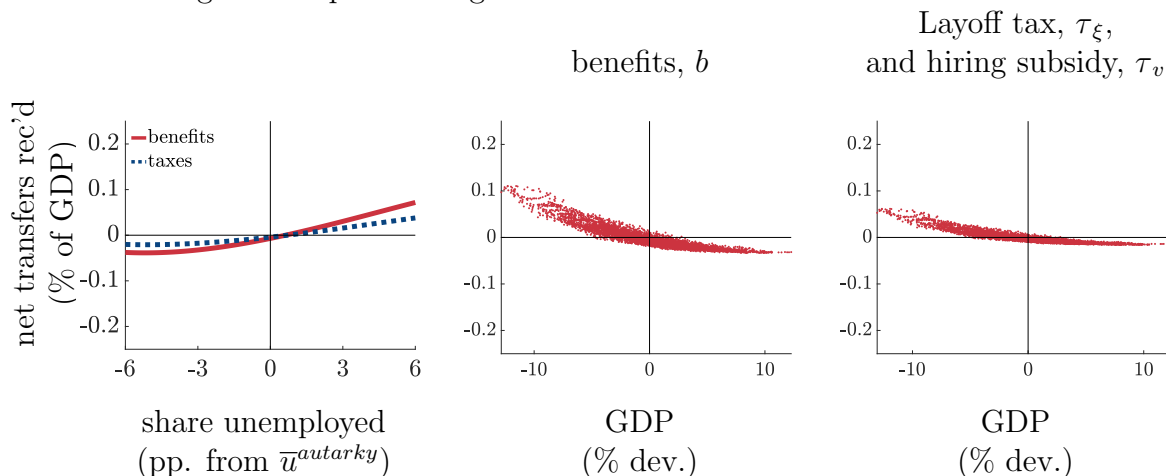 Layoff tax, τ_ξ,
benefits, b
and hiring subsidy, τ_v
net transfers rec'd
(% of GDP)
0.2
0.1
0
-0.1
-0.2
benefits
taxes
-6 -3 0 3 6
share unemployed
(pp. from u̅^autarky)
0.2
0.1
0
-0.1
-0.2
-10 0 10
GDP
(% dev.)
0.2
0.1
0
-0.1
-0.2
-10 0 10
GDP
(% dev.)